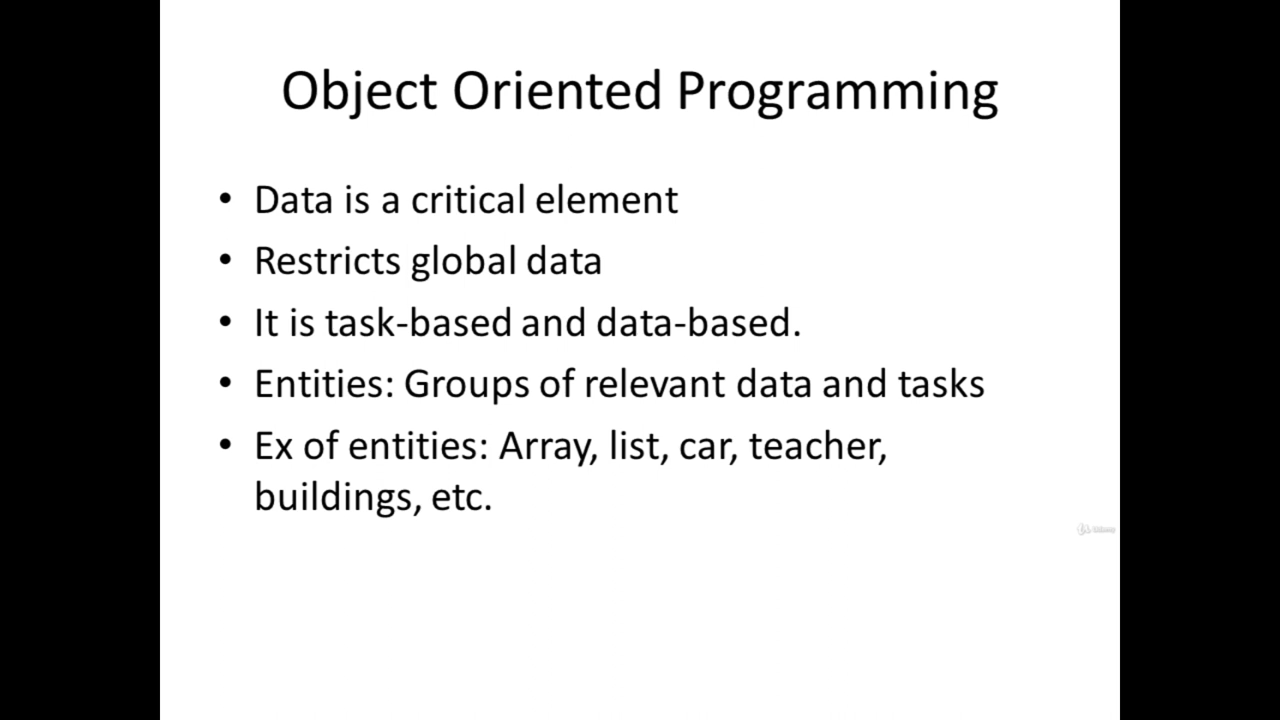 Object Oriented Programming
• Data is a critical element
• Restricts global data
• It is task-based and data-based.
• Entities: Groups of relevant data and tasks
• Ex of entities: Array, list, car, teacher,
buildings, etc.
Udemy